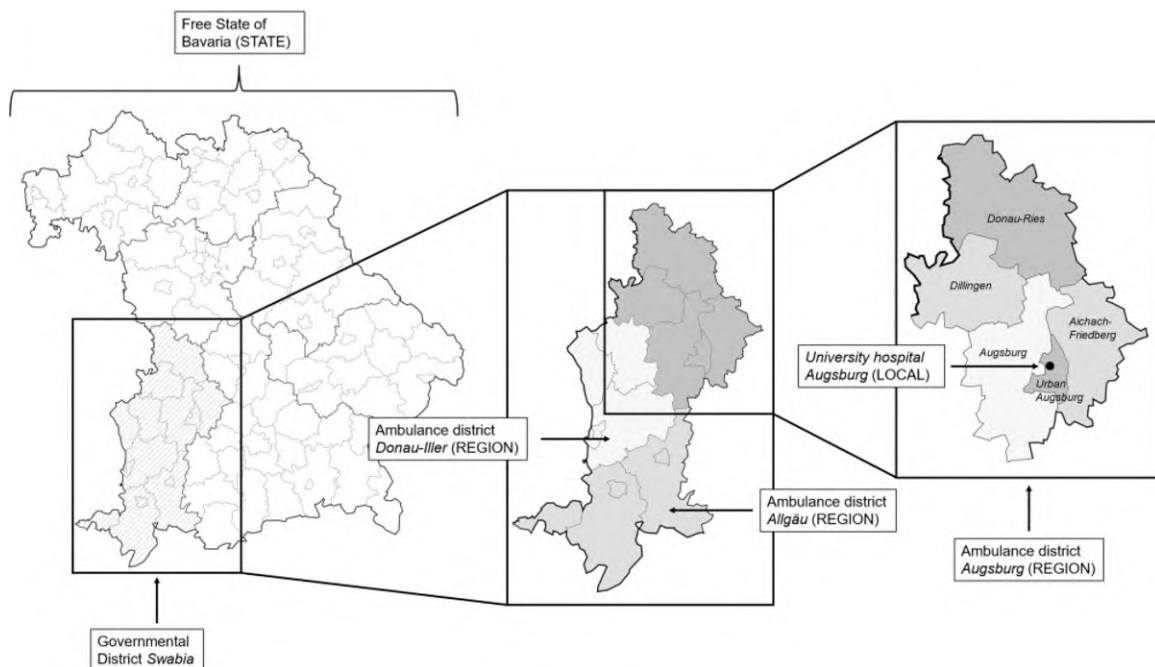 Free State of
Bavaria (STATE)
Donau-Ries
Dillingen
Aichach-
Friedberg
Augsburg
University hospital
Augsburg (LOCAL)
Urban
Augsburg
Ambulance district
Donau-Iller (REGION)
Ambulance district
Allgäu (REGION)
Ambulance district
Augsburg (REGION)
Governmental
District Swabia